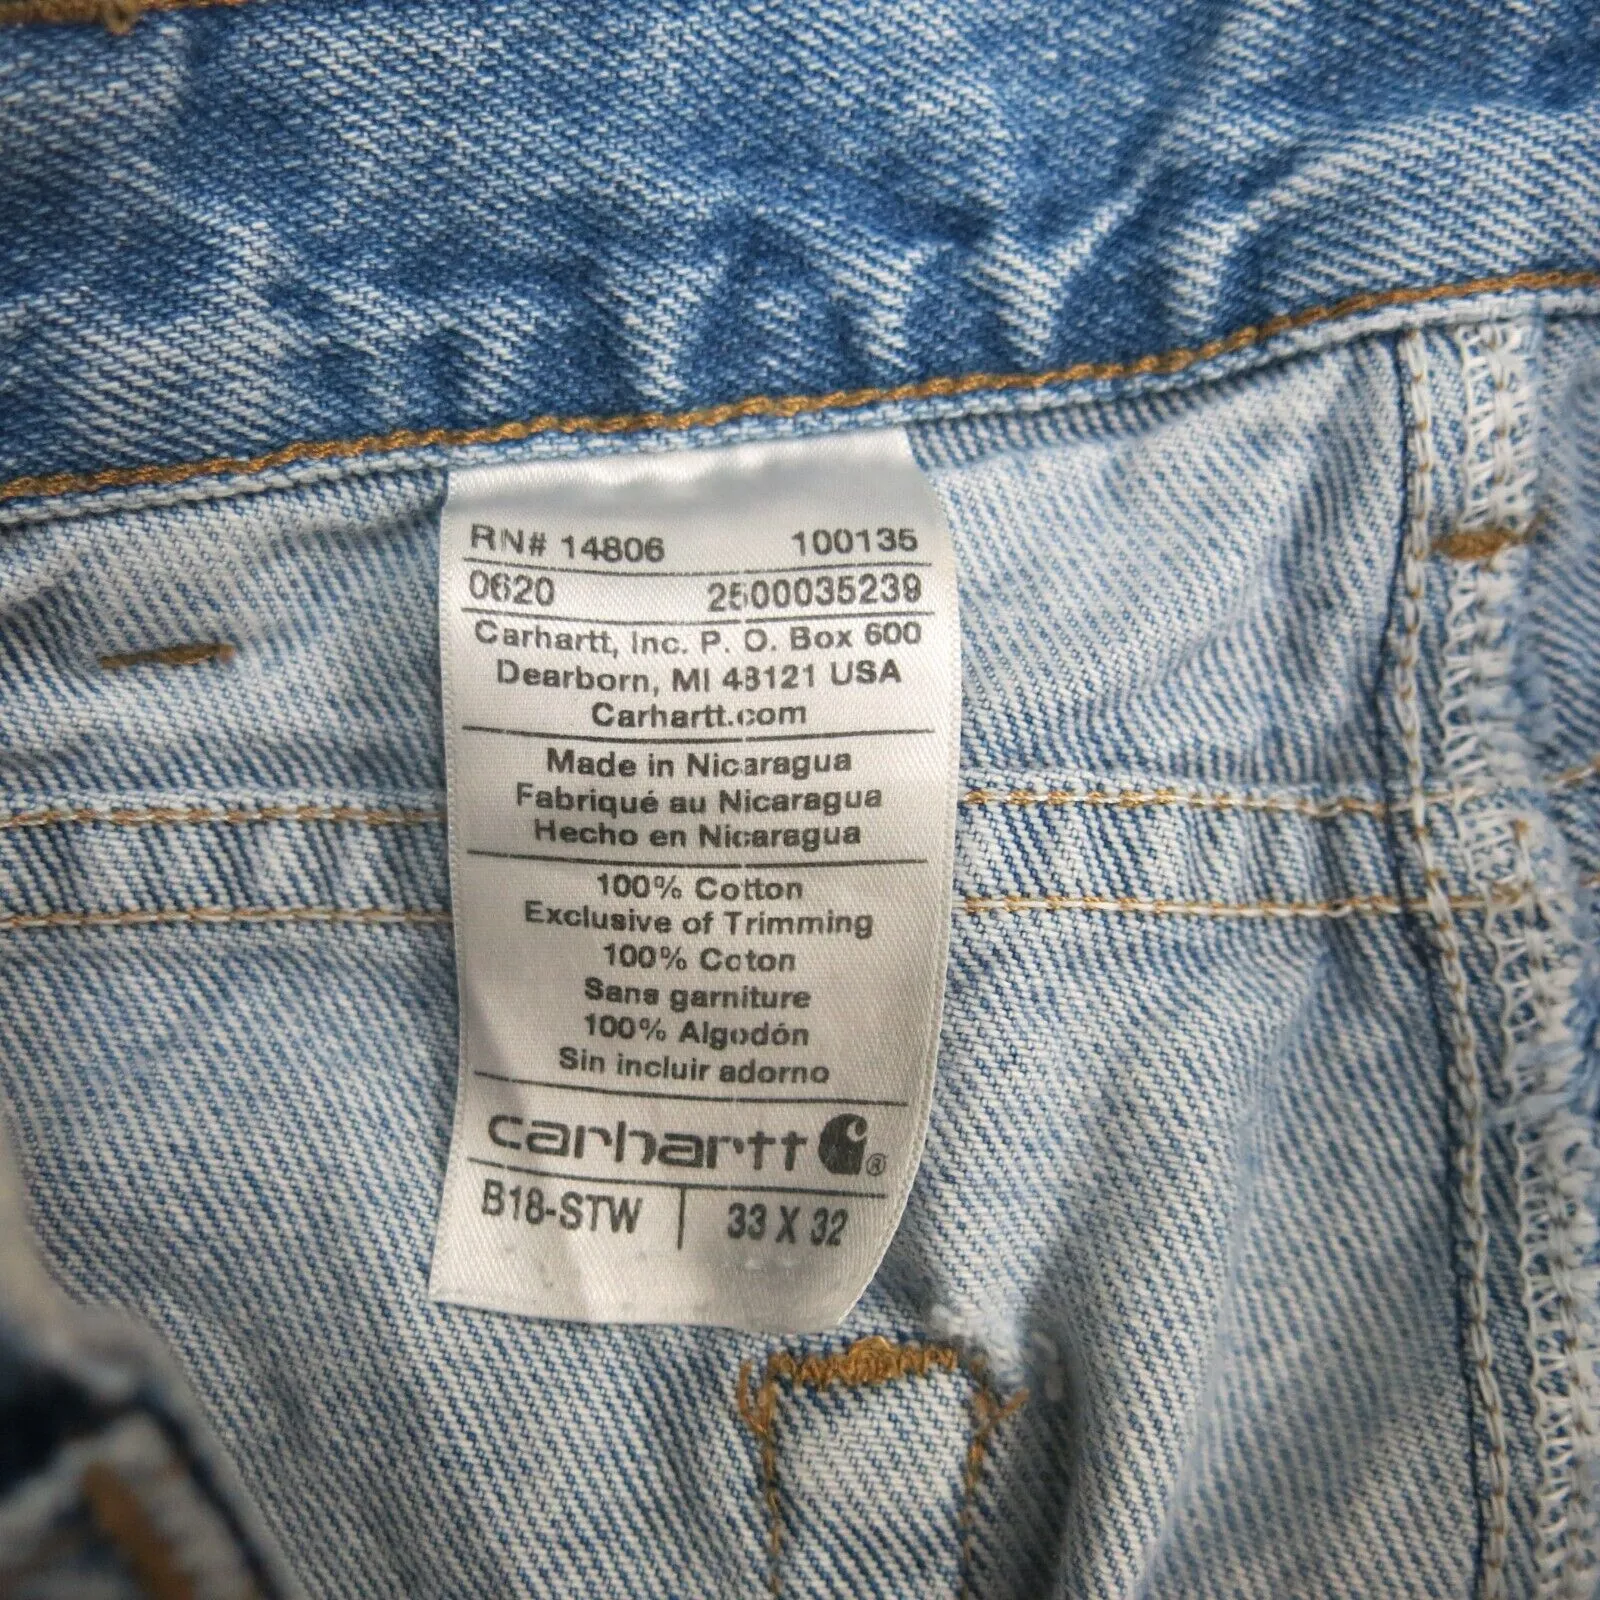 RN# 14806 100135
0620 2500035239
Carhartt, Inc. P. O. Box 600
Dearborn, MI 48121 USA
Carhartt.com
Made in Nicaragua
Fabriqué au Nicaragua
Hecho en Nicaragua
100% Cotton
Exclusive of Trimming
100% Coton
Sans garniture
100% Algodón
Sin incluir adorno
carhartt ®
B18-STW | 33 X 32